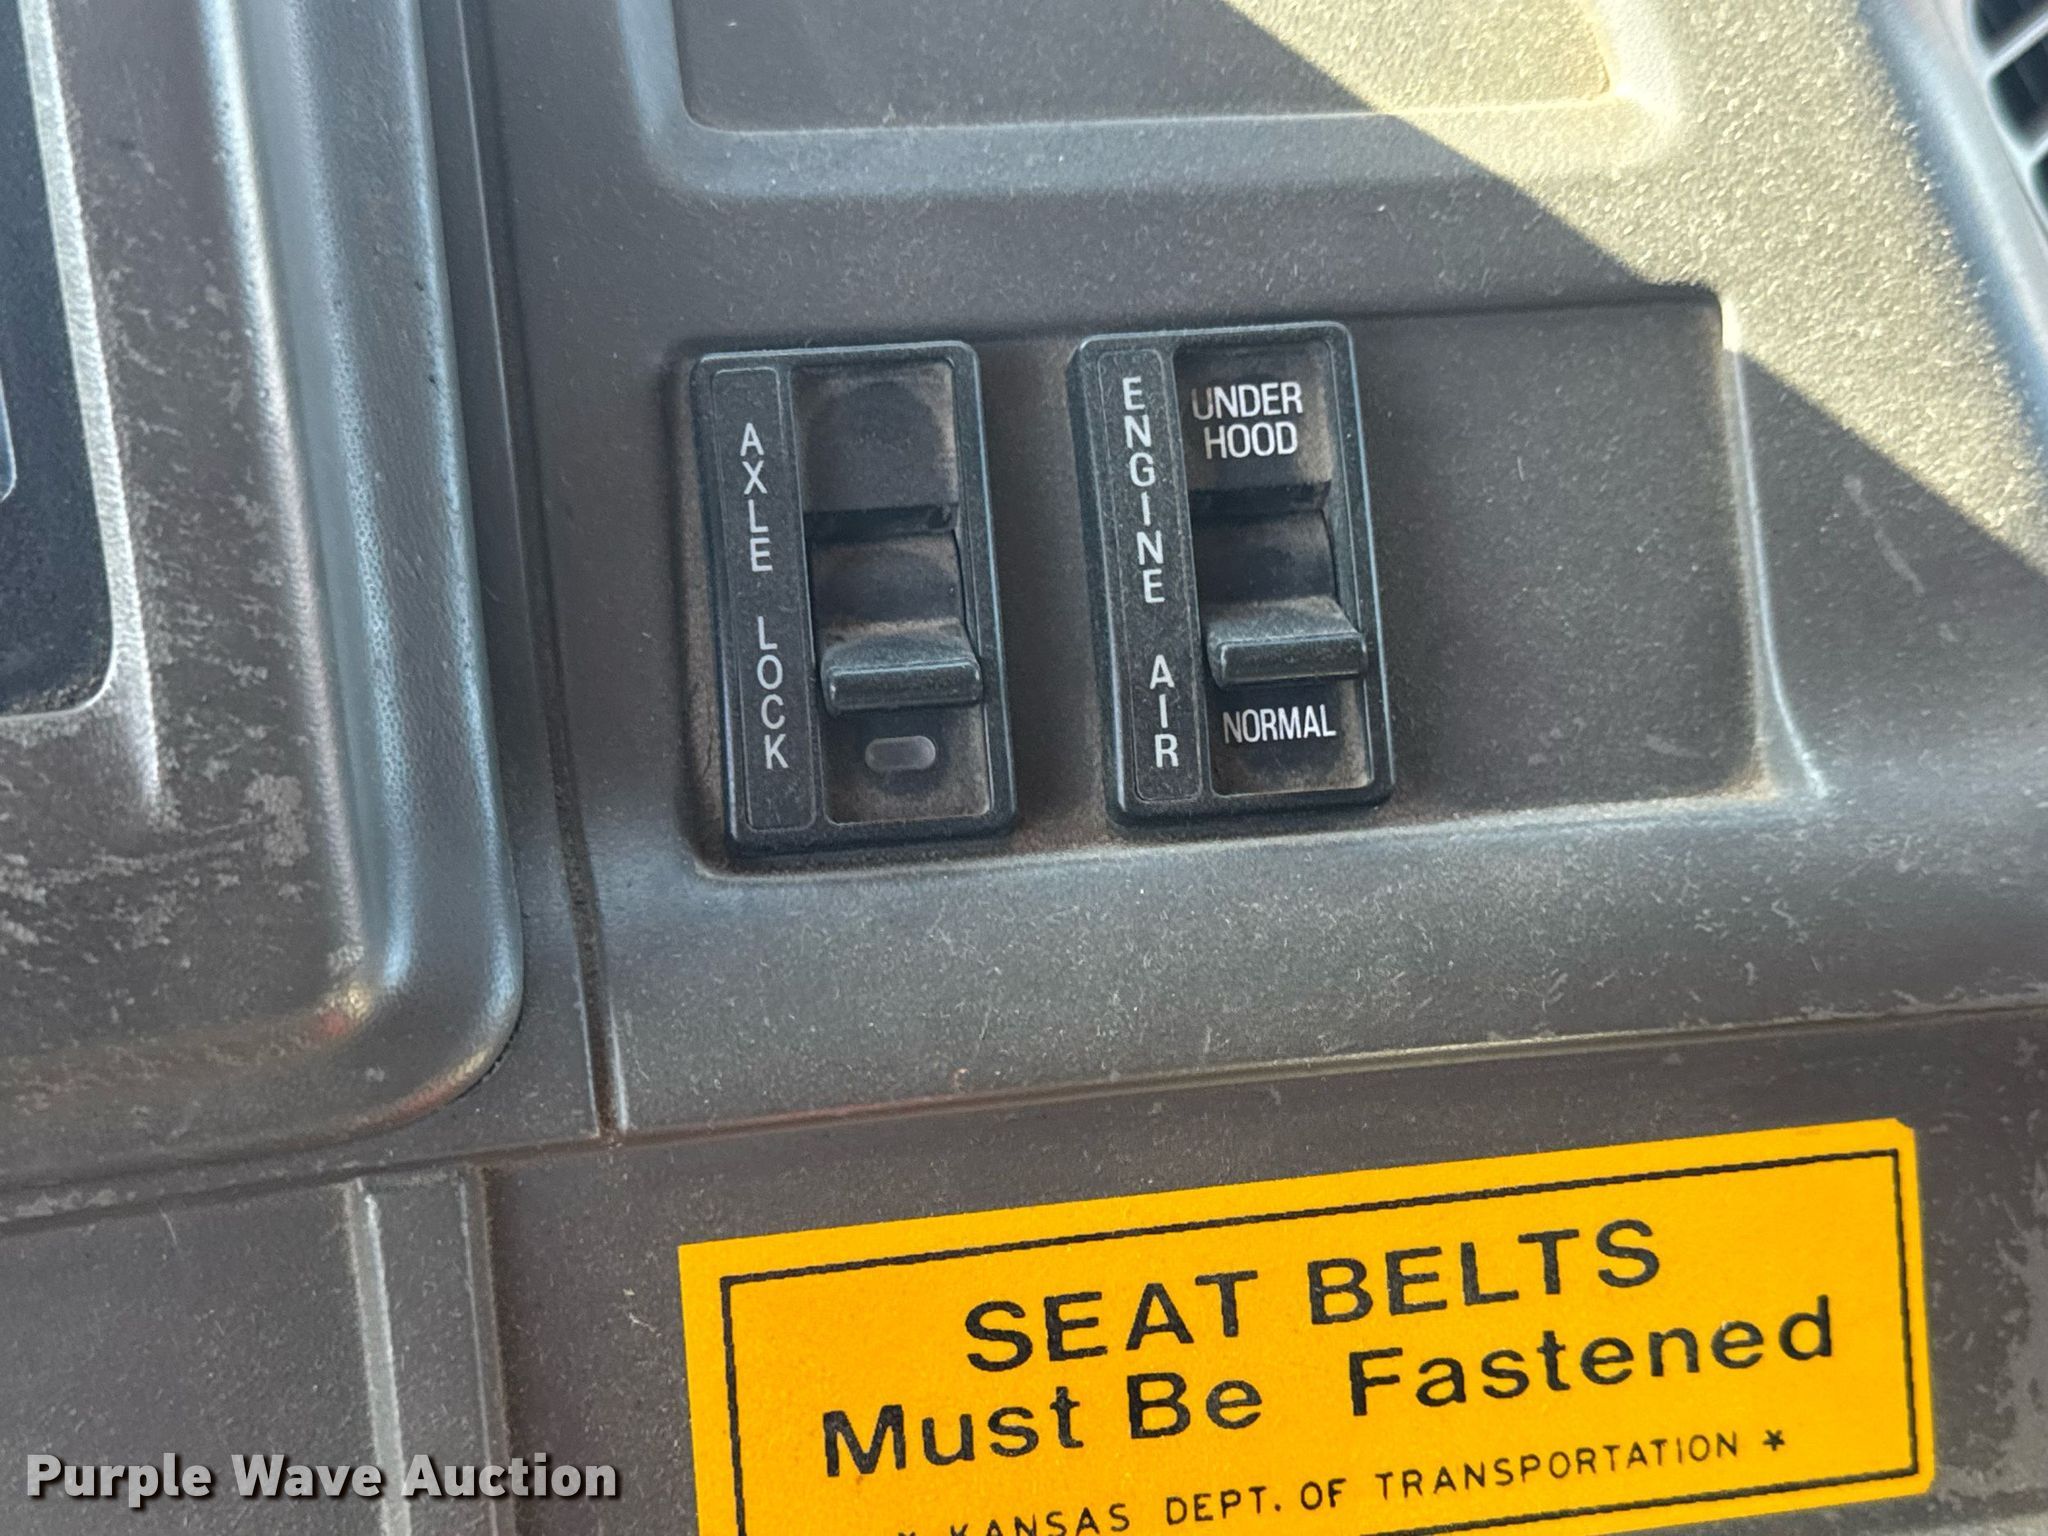 AXLE LOCK
ENGINE AIR
UNDER
HOOD
NORMAL
SEAT BELTS
Must Be Fastened
* KANSAS DEPT. OF TRANSPORTATION *
Purple Wave Auction